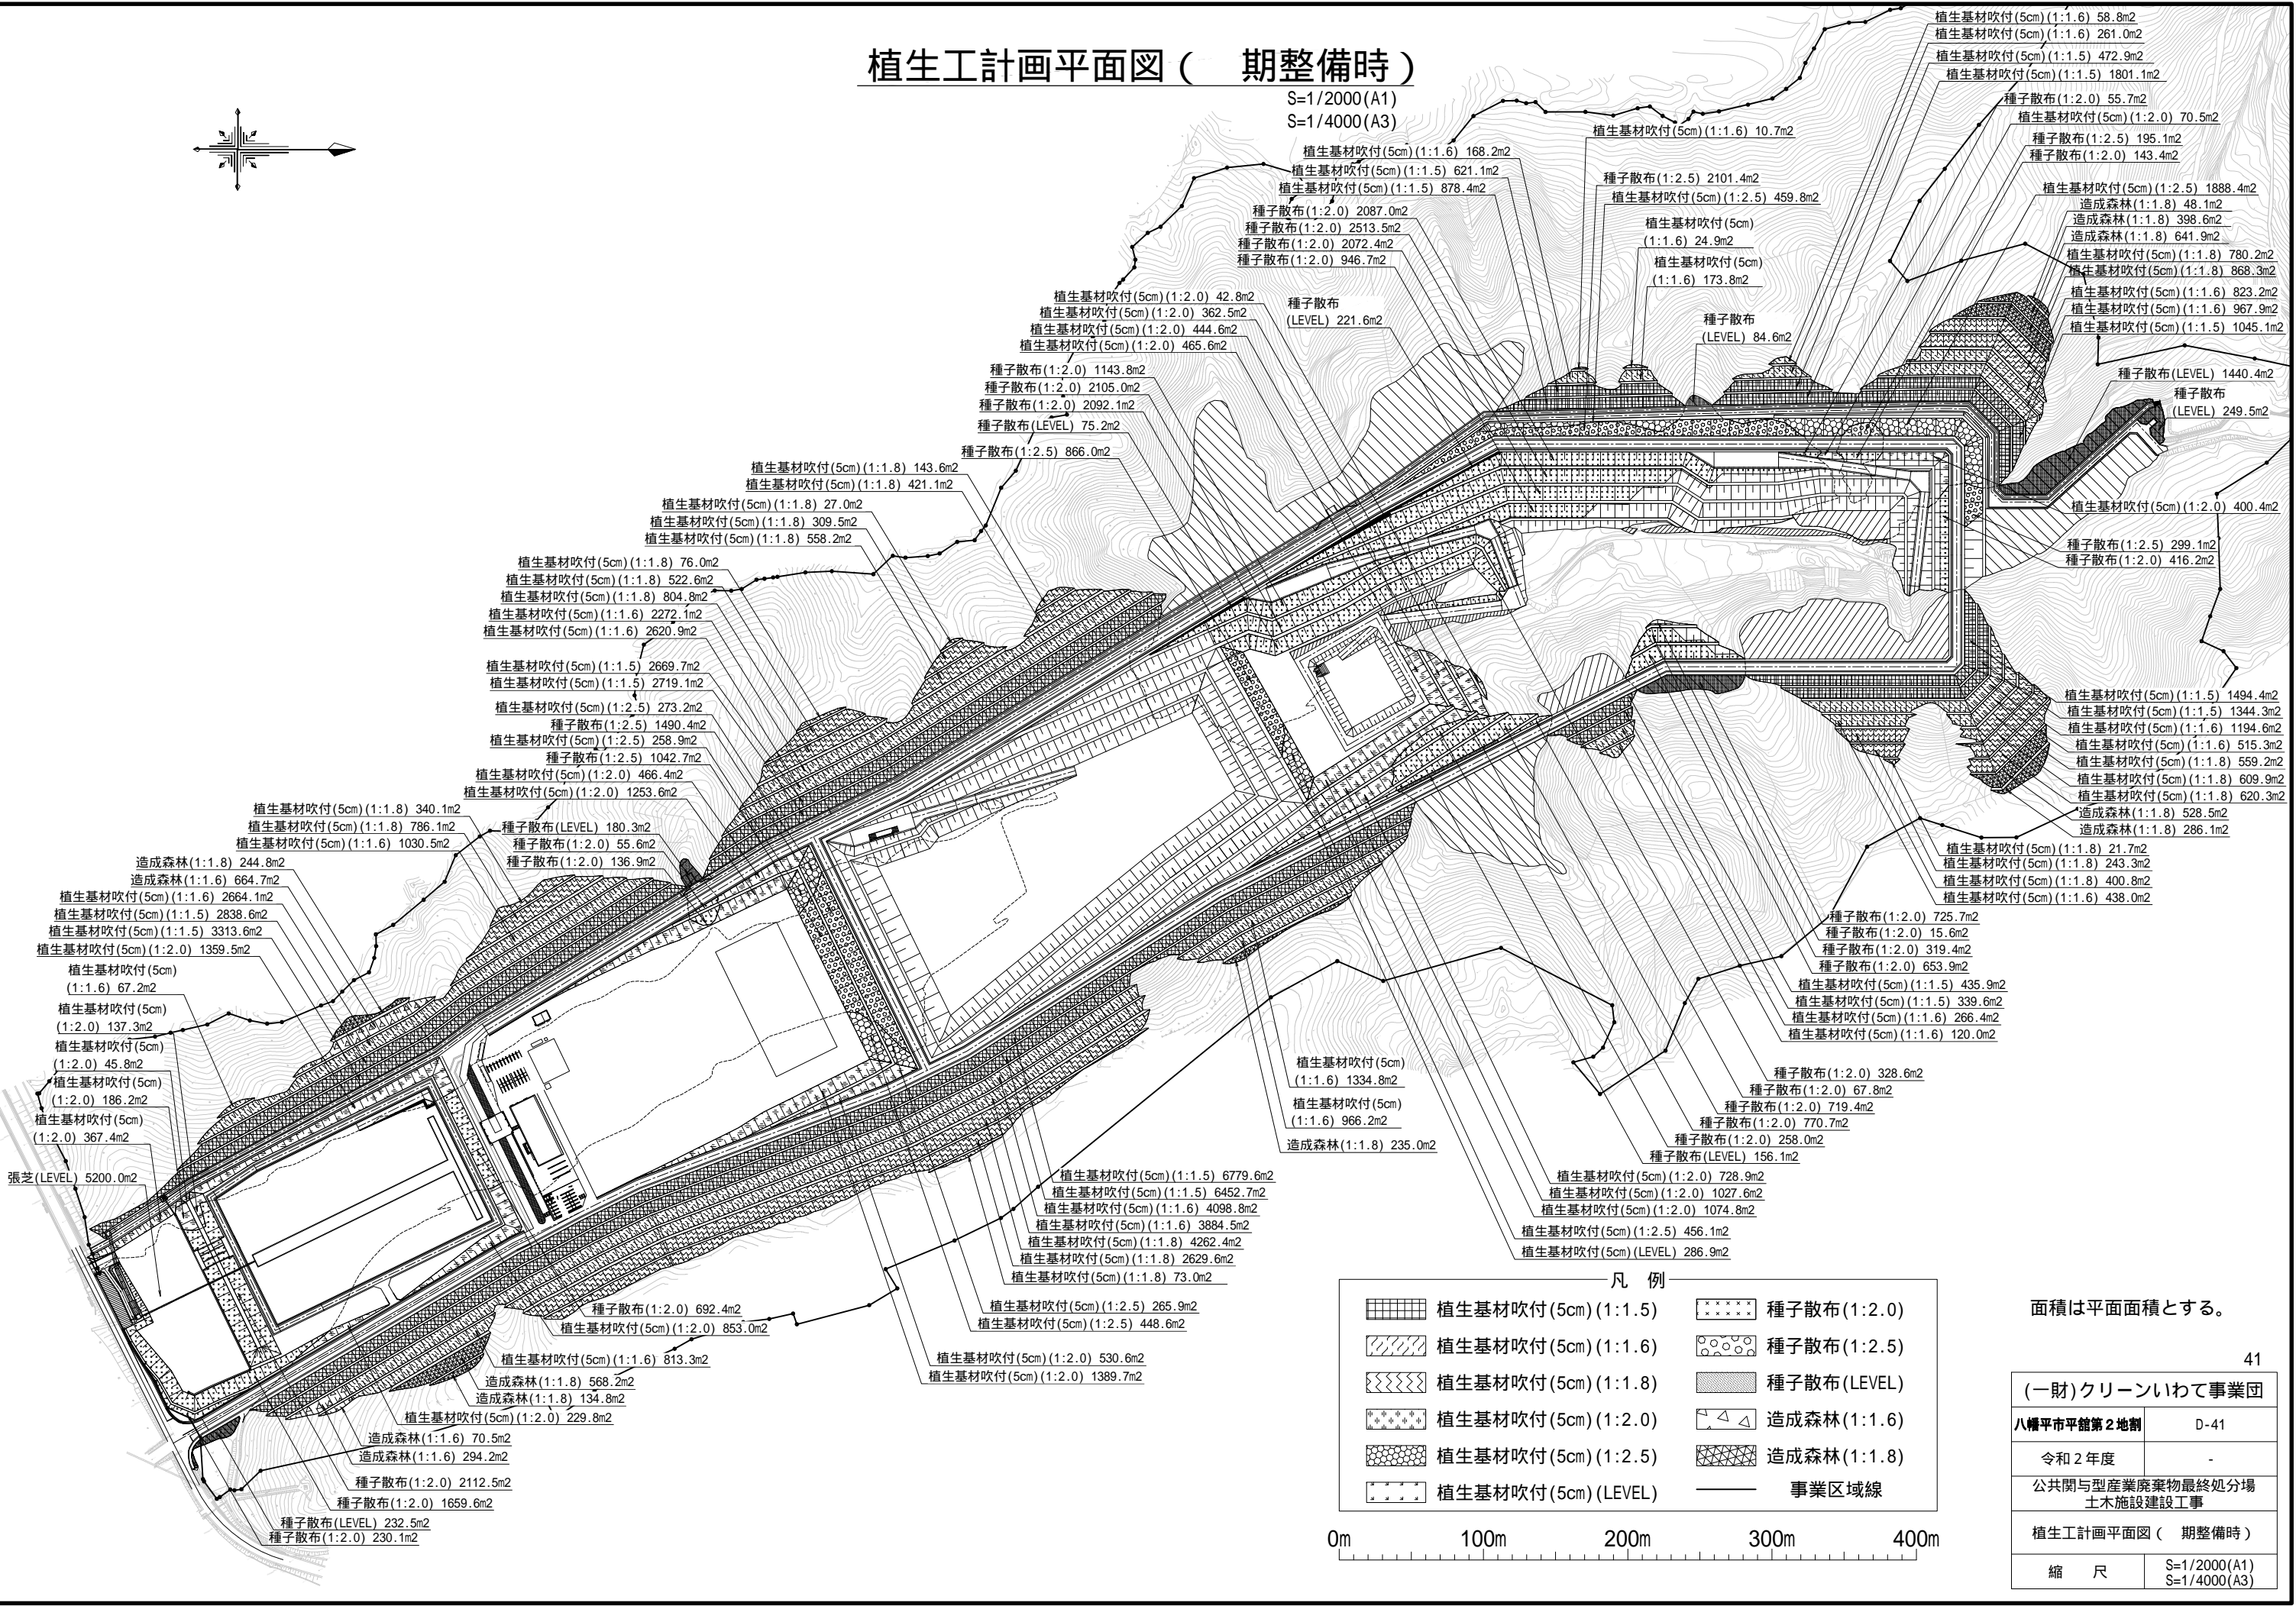 植生工計画平面図（　期整備時）
S=1/2000(A1)
S=1/4000(A3)
植生基材吹付(5cm)(1:1.6) 58.8m2
植生基材吹付(5cm)(1:1.6) 261.0m2
植生基材吹付(5cm)(1:1.5) 472.9m2
植生基材吹付(5cm)(1:1.5) 1801.1m2
種子散布(1:2.0) 55.7m2
植生基材吹付(5cm)(1:2.0) 70.5m2
種子散布(1:2.5) 195.1m2
種子散布(1:2.0) 143.4m2
植生基材吹付(5cm)(1:2.5) 1888.4m2
造成森林(1:1.8) 48.1m2
造成森林(1:1.8) 398.6m2
造成森林(1:1.8) 641.9m2
植生基材吹付(5cm)(1:1.8) 780.2m2
植生基材吹付(5cm)(1:1.8) 868.3m2
植生基材吹付(5cm)(1:1.6) 823.2m2
植生基材吹付(5cm)(1:1.6) 967.9m2
植生基材吹付(5cm)(1:1.5) 1045.1m2
種子散布(LEVEL) 1440.4m2
種子散布
(LEVEL) 249.5m2
植生基材吹付(5cm)(1:1.6) 10.7m2
種子散布(1:2.5) 2101.4m2
植生基材吹付(5cm)(1:2.5) 459.8m2
植生基材吹付(5cm)
(1:1.6) 24.9m2
植生基材吹付(5cm)
(1:1.6) 173.8m2
種子散布
(LEVEL) 84.6m2
植生基材吹付(5cm)(1:1.6) 168.2m2
植生基材吹付(5cm)(1:1.5) 621.1m2
植生基材吹付(5cm)(1:1.5) 878.4m2
種子散布(1:2.0) 2087.0m2
種子散布(1:2.0) 2513.5m2
種子散布(1:2.0) 2072.4m2
種子散布(1:2.0) 946.7m2
種子散布
(LEVEL) 221.6m2
植生基材吹付(5cm)(1:2.0) 42.8m2
植生基材吹付(5cm)(1:2.0) 362.5m2
植生基材吹付(5cm)(1:2.0) 444.6m2
植生基材吹付(5cm)(1:2.0) 465.6m2
種子散布(1:2.0) 1143.8m2
種子散布(1:2.0) 2105.0m2
種子散布(1:2.0) 2092.1m2
種子散布(LEVEL) 75.2m2
種子散布(1:2.5) 866.0m2
植生基材吹付(5cm)(1:1.8) 143.6m2
植生基材吹付(5cm)(1:1.8) 421.1m2
植生基材吹付(5cm)(1:1.8) 27.0m2
植生基材吹付(5cm)(1:1.8) 309.5m2
植生基材吹付(5cm)(1:1.8) 558.2m2
植生基材吹付(5cm)(1:1.8) 76.0m2
植生基材吹付(5cm)(1:1.8) 522.6m2
植生基材吹付(5cm)(1:1.8) 804.8m2
植生基材吹付(5cm)(1:1.6) 2272.1m2
植生基材吹付(5cm)(1:1.6) 2620.9m2
植生基材吹付(5cm)(1:1.5) 2669.7m2
植生基材吹付(5cm)(1:1.5) 2719.1m2
植生基材吹付(5cm)(1:2.5) 273.2m2
種子散布(1:2.5) 1490.4m2
植生基材吹付(5cm)(1:2.5) 258.9m2
種子散布(1:2.5) 1042.7m2
植生基材吹付(5cm)(1:2.0) 466.4m2
植生基材吹付(5cm)(1:2.0) 1253.6m2
種子散布(LEVEL) 180.3m2
種子散布(1:2.0) 55.6m2
種子散布(1:2.0) 136.9m2
植生基材吹付(5cm)(1:1.8) 340.1m2
植生基材吹付(5cm)(1:1.8) 786.1m2
植生基材吹付(5cm)(1:1.6) 1030.5m2
造成森林(1:1.8) 244.8m2
造成森林(1:1.6) 664.7m2
植生基材吹付(5cm)(1:1.6) 2664.1m2
植生基材吹付(5cm)(1:1.5) 2838.6m2
植生基材吹付(5cm)(1:1.5) 3313.6m2
植生基材吹付(5cm)(1:2.0) 1359.5m2
植生基材吹付(5cm)
(1:1.6) 67.2m2
植生基材吹付(5cm)
(1:2.0) 137.3m2
植生基材吹付(5cm)
(1:2.0) 45.8m2
植生基材吹付(5cm)
(1:2.0) 186.2m2
植生基材吹付(5cm)
(1:2.0) 367.4m2
張芝(LEVEL) 5200.0m2
植生基材吹付(5cm)(1:2.0) 400.4m2
種子散布(1:2.5) 299.1m2
種子散布(1:2.0) 416.2m2
植生基材吹付(5cm)(1:1.5) 1494.4m2
植生基材吹付(5cm)(1:1.5) 1344.3m2
植生基材吹付(5cm)(1:1.6) 1194.6m2
植生基材吹付(5cm)(1:1.6) 515.3m2
植生基材吹付(5cm)(1:1.8) 559.2m2
植生基材吹付(5cm)(1:1.8) 609.9m2
植生基材吹付(5cm)(1:1.8) 620.3m2
造成森林(1:1.8) 528.5m2
造成森林(1:1.8) 286.1m2
植生基材吹付(5cm)(1:1.8) 21.7m2
植生基材吹付(5cm)(1:1.8) 243.3m2
植生基材吹付(5cm)(1:1.8) 400.8m2
植生基材吹付(5cm)(1:1.6) 438.0m2
種子散布(1:2.0) 725.7m2
種子散布(1:2.0) 15.6m2
種子散布(1:2.0) 319.4m2
種子散布(1:2.0) 653.9m2
植生基材吹付(5cm)(1:1.5) 435.9m2
植生基材吹付(5cm)(1:1.5) 339.6m2
植生基材吹付(5cm)(1:1.6) 266.4m2
植生基材吹付(5cm)(1:1.6) 120.0m2
種子散布(1:2.0) 328.6m2
種子散布(1:2.0) 67.8m2
種子散布(1:2.0) 719.4m2
種子散布(1:2.0) 770.7m2
種子散布(1:2.0) 258.0m2
種子散布(LEVEL) 156.1m2
植生基材吹付(5cm)(1:2.0) 728.9m2
植生基材吹付(5cm)(1:2.0) 1027.6m2
植生基材吹付(5cm)(1:2.0) 1074.8m2
植生基材吹付(5cm)(1:2.5) 456.1m2
植生基材吹付(5cm)(LEVEL) 286.9m2
植生基材吹付(5cm)
(1:1.6) 1334.8m2
植生基材吹付(5cm)
(1:1.6) 966.2m2
造成森林(1:1.8) 235.0m2
植生基材吹付(5cm)(1:1.5) 6779.6m2
植生基材吹付(5cm)(1:1.5) 6452.7m2
植生基材吹付(5cm)(1:1.6) 4098.8m2
植生基材吹付(5cm)(1:1.6) 3884.5m2
植生基材吹付(5cm)(1:1.8) 4262.4m2
植生基材吹付(5cm)(1:1.8) 2629.6m2
植生基材吹付(5cm)(1:1.8) 73.0m2
植生基材吹付(5cm)(1:2.5) 265.9m2
植生基材吹付(5cm)(1:2.5) 448.6m2
植生基材吹付(5cm)(1:2.0) 530.6m2
植生基材吹付(5cm)(1:2.0) 1389.7m2
種子散布(1:2.0) 692.4m2
植生基材吹付(5cm)(1:2.0) 853.0m2
植生基材吹付(5cm)(1:1.6) 813.3m2
造成森林(1:1.8) 568.2m2
造成森林(1:1.8) 134.8m2
植生基材吹付(5cm)(1:2.0) 229.8m2
造成森林(1:1.6) 70.5m2
造成森林(1:1.6) 294.2m2
種子散布(1:2.0) 2112.5m2
種子散布(1:2.0) 1659.6m2
種子散布(LEVEL) 232.5m2
種子散布(1:2.0) 230.1m2
凡　例
植生基材吹付(5cm)(1:1.5)
植生基材吹付(5cm)(1:1.6)
植生基材吹付(5cm)(1:1.8)
植生基材吹付(5cm)(1:2.0)
植生基材吹付(5cm)(1:2.5)
植生基材吹付(5cm)(LEVEL)
種子散布(1:2.0)
種子散布(1:2.5)
種子散布(LEVEL)
造成森林(1:1.6)
造成森林(1:1.8)
事業区域線
0m 100m 200m 300m 400m
面積は平面面積とする。
41
(一財)クリーンいわて事業団
八幡平市平舘第２地割 D-41
令和２年度 -
公共関与型産業廃棄物最終処分場
土木施設建設工事
植生工計画平面図（　期整備時）
縮　尺 S=1/2000(A1)
S=1/4000(A3)